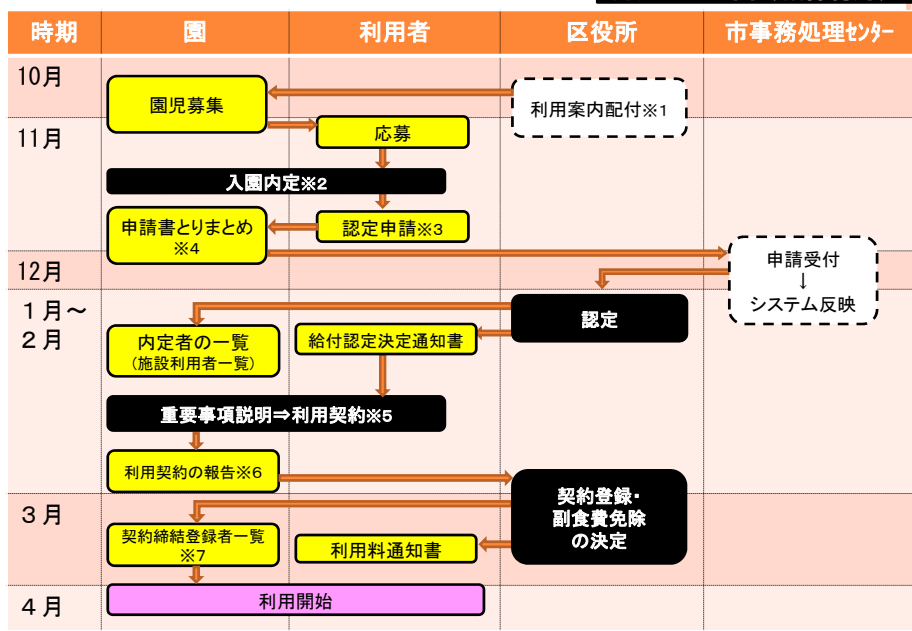 時期 園 利用者 区役所 市事務処理センター
10月
園児募集
利用案内配付※1
11月
応募
入園内定※2
申請書とりまとめ
※4
認定申請※3
12月
申請受付
↓
システム反映
1月～
2月
認定
内定者の一覧
(施設利用者一覧)
給付認定決定通知書
重要事項説明⇒利用契約※5
利用契約の報告※6
契約登録・
副食費免除
の決定
3月
契約締結登録者一覧
※7
利用料通知書
4月
利用開始